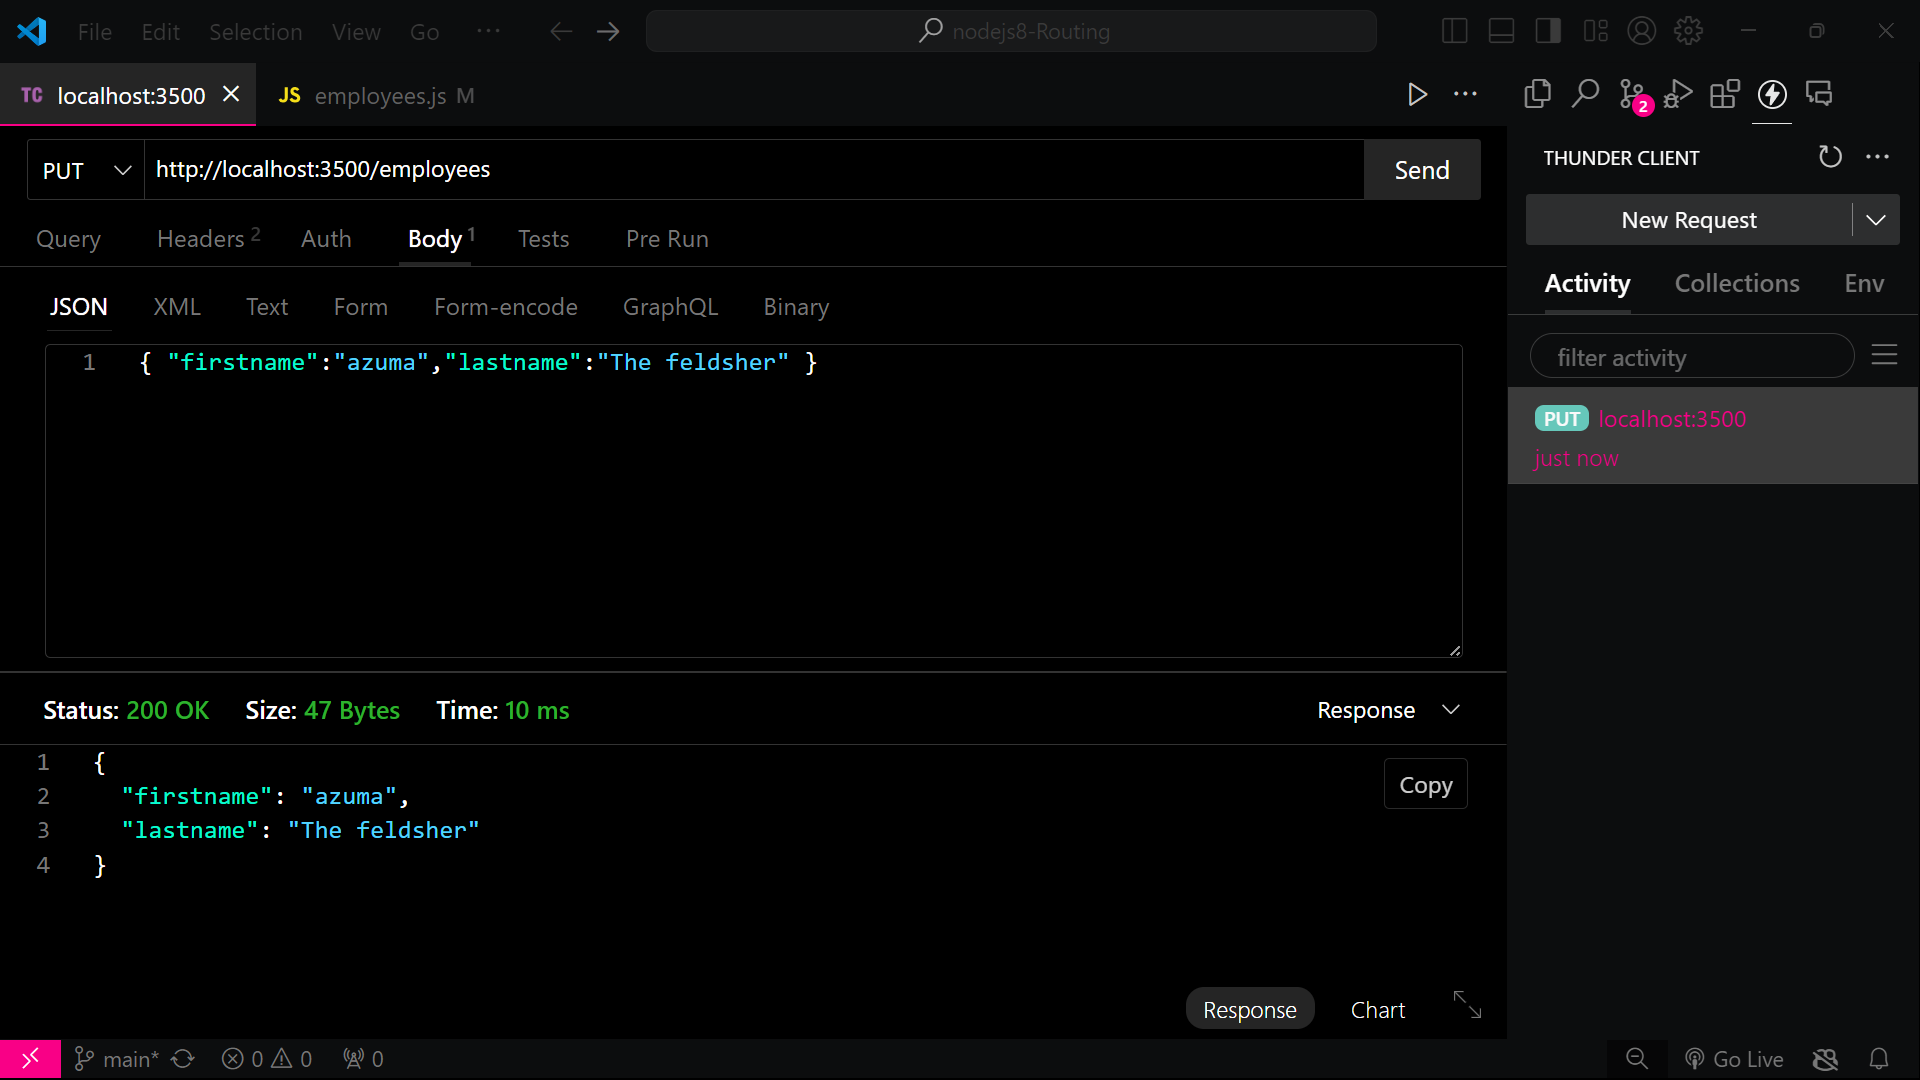 File Edit Selection View Go ··· nodejs8-Routing
TC localhost:3500 JS employees.js M
2
PUT http://localhost:3500/employees Send
Query Headers 2 Auth Body 1 Tests Pre Run
JSON XML Text Form Form-encode GraphQL Binary
1 { "firstname":"azuma","lastname":"The feldsher" }
Status: 200 OK Size: 47 Bytes Time: 10 ms Response
1 {
2 "firstname": "azuma",
3 "lastname": "The feldsher"
4 }
Copy
Response Chart
THUNDER CLIENT
New Request
Activity Collections Env
filter activity
PUT localhost:3500
just now
main* 0 0 0 Go Live